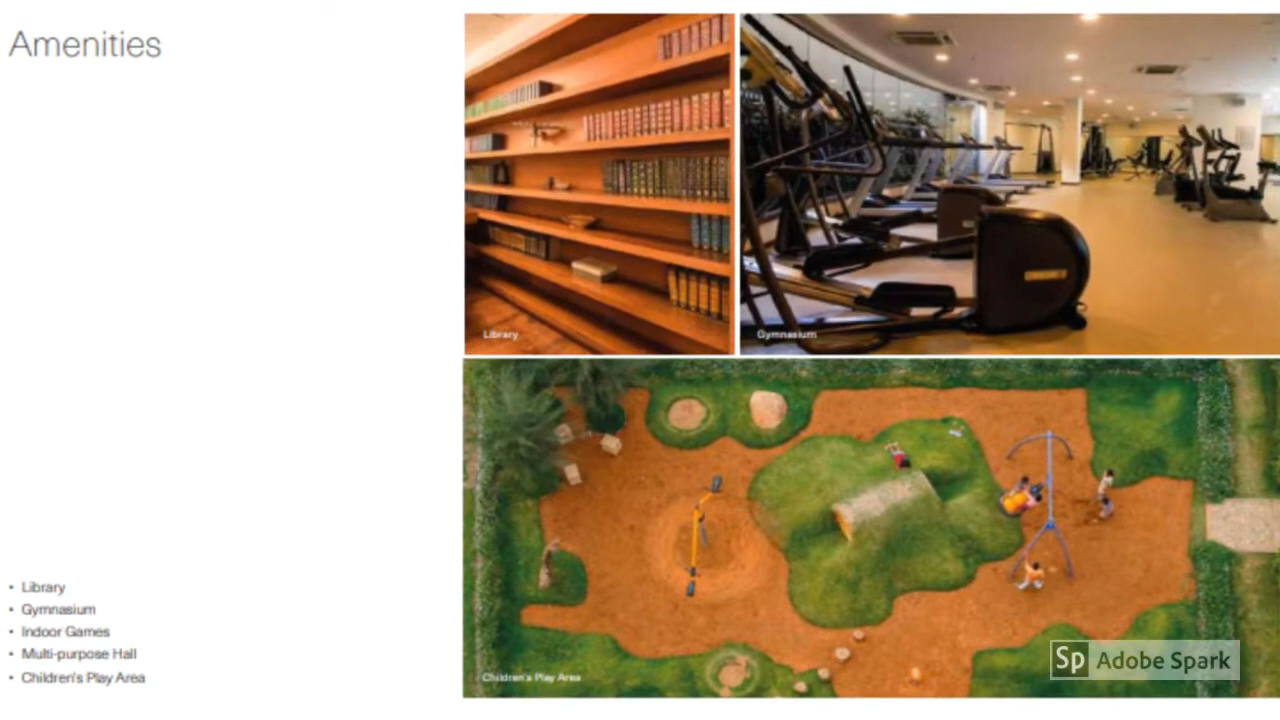 Amenities
Library
Gymnasium
• Library
• Gymnasium
• Indoor Games
• Multi-purpose Hall
• Children's Play Area
Children's Play Area
Sp Adobe Spark